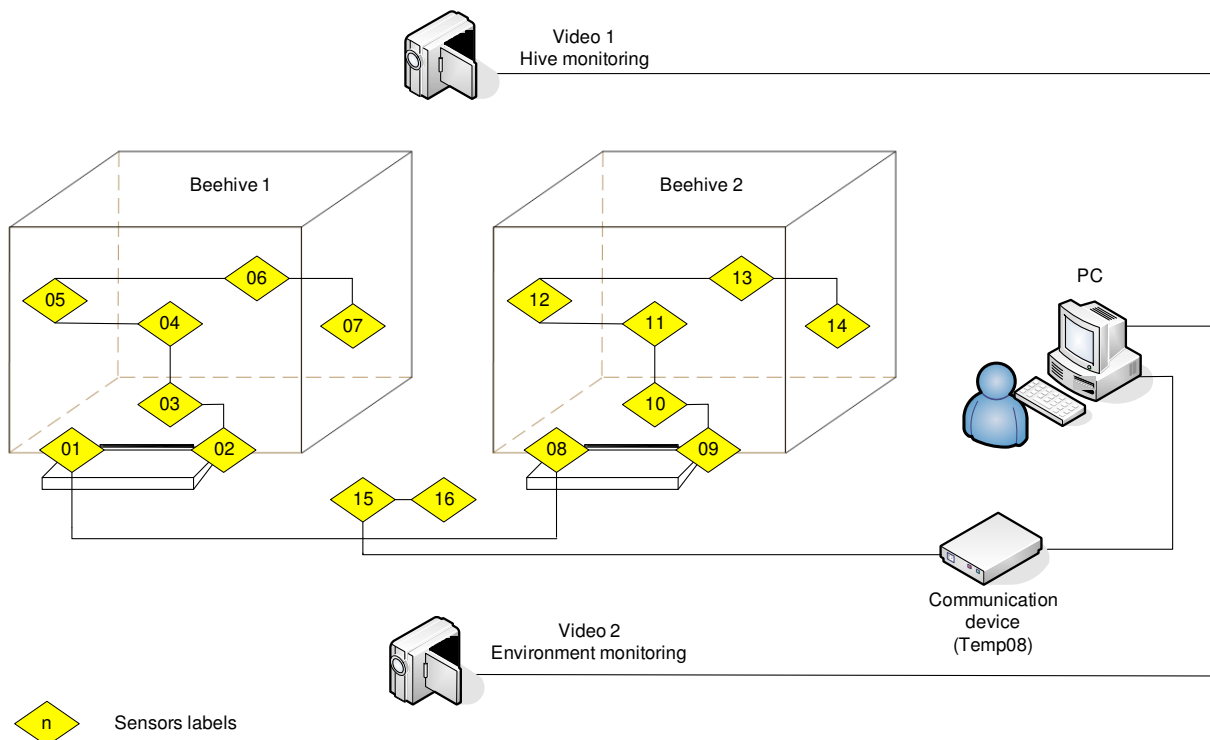 Video 1
Hive monitoring
Beehive 1
Beehive 2
06
13
PC
05
12
04
11
07
14
03
10
01
02
08
09
15
16
Communication
device
(Temp08)
Video 2
Environment monitoring
n
Sensors labels